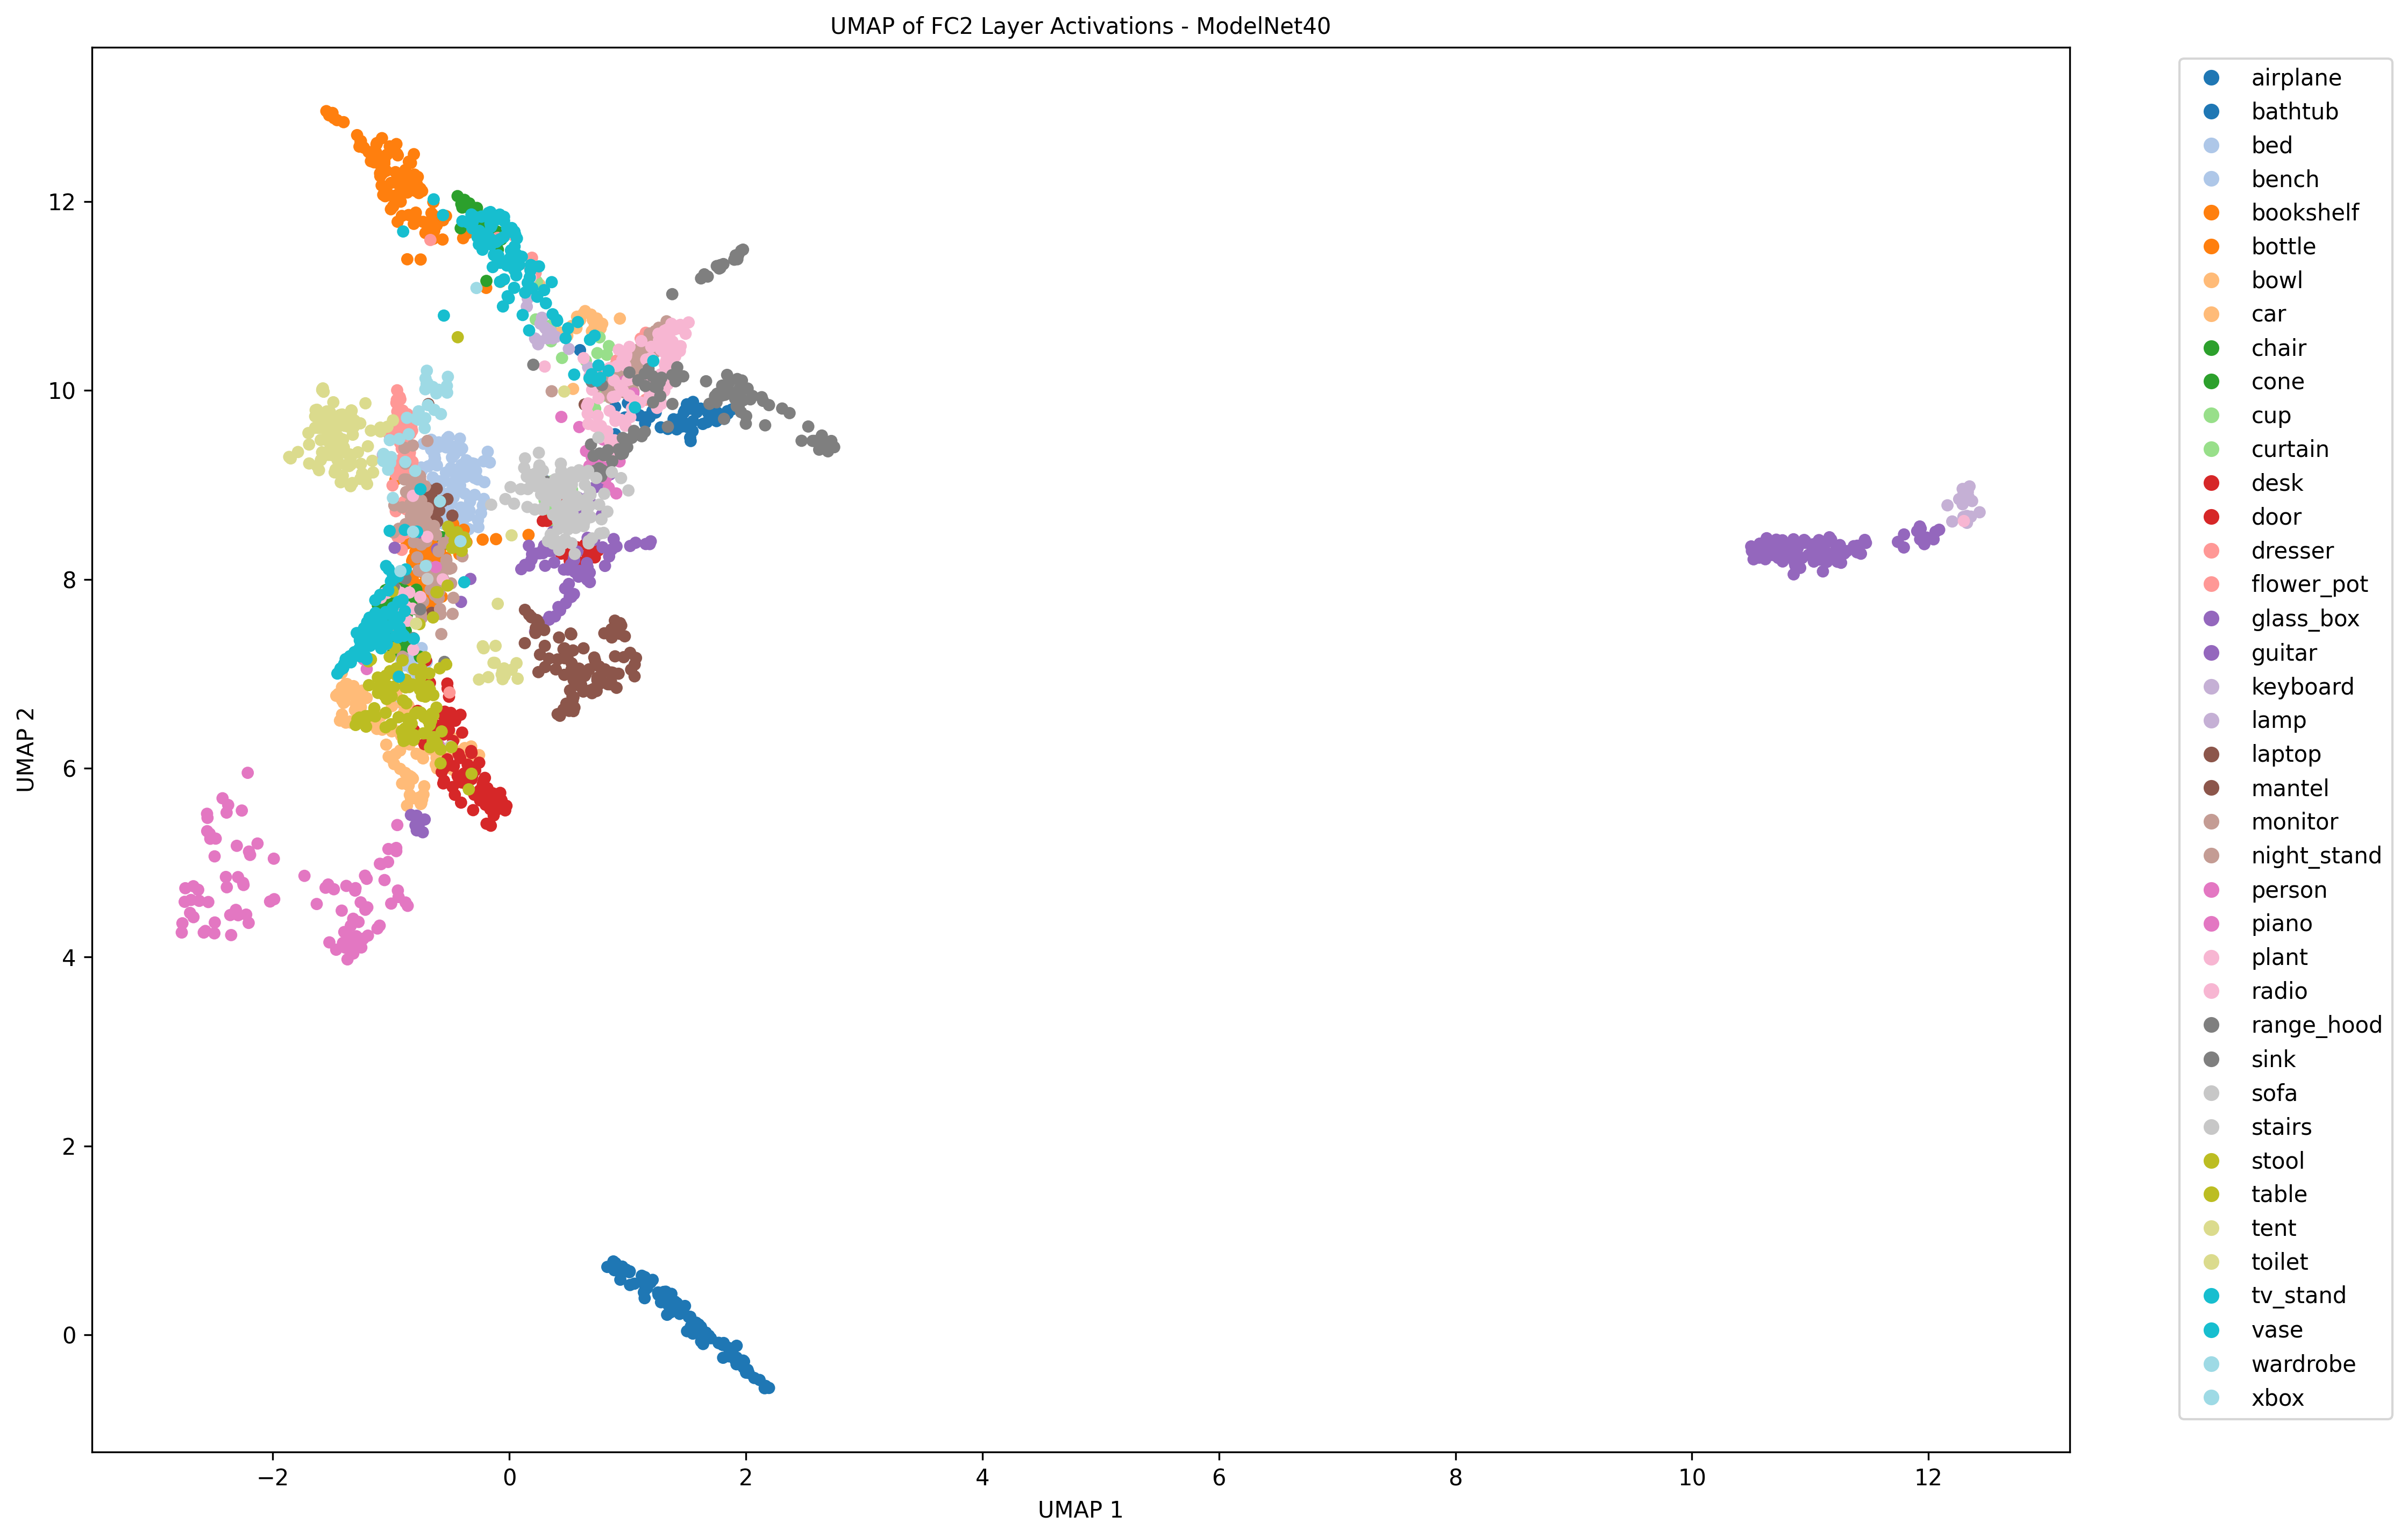 UMAP of FC2 Layer Activations - ModelNet40
UMAP 2
12
10
8
6
4
2
0
−2
0
2
4
6
8
10
12
UMAP 1
airplane
bathtub
bed
bench
bookshelf
bottle
bowl
car
chair
cone
cup
curtain
desk
door
dresser
flower_pot
glass_box
guitar
keyboard
lamp
laptop
mantel
monitor
night_stand
person
piano
plant
radio
range_hood
sink
sofa
stairs
stool
table
tent
toilet
tv_stand
vase
wardrobe
xbox